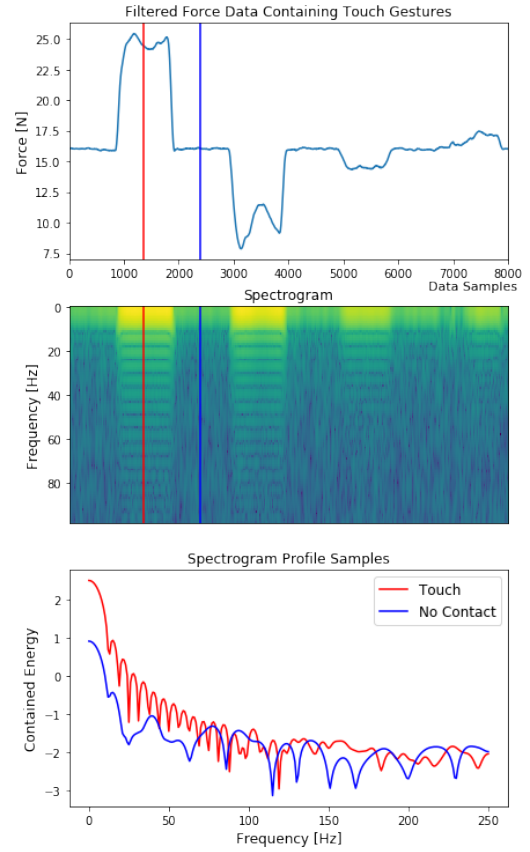 Filtered Force Data Containing Touch Gestures
25.0
22.5
20.0
17.5
15.0
12.5
10.0
7.5
Force [N]
0 1000 2000 3000 4000 5000 6000 7000 8000
Data Samples
Spectrogram
0
20
40
60
80
Frequency [Hz]
Spectrogram Profile Samples
Touch
No Contact
2
1
0
−1
−2
−3
Contained Energy
0 50 100 150 200 250
Frequency [Hz]